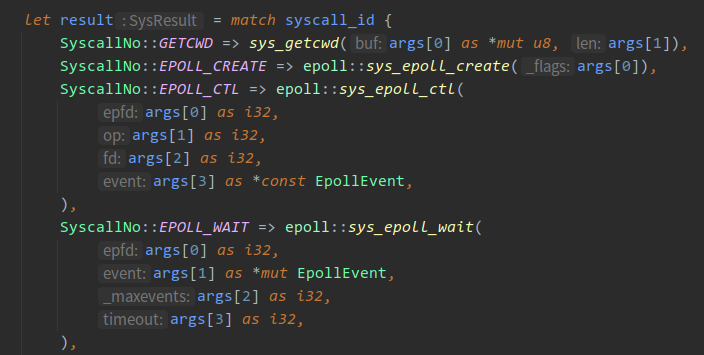 let result : SysResult = match syscall_id {
SyscallNo::GETCWD => sys_getcwd( buf: args[0] as *mut u8, len: args[1]),
SyscallNo::EPOLL_CREATE => epoll::sys_epoll_create( _flags: args[0]),
SyscallNo::EPOLL_CTL => epoll::sys_epoll_ctl(
epfd: args[0] as i32,
op: args[1] as i32,
fd: args[2] as i32,
event: args[3] as *const EpollEvent,
),
SyscallNo::EPOLL_WAIT => epoll::sys_epoll_wait(
epfd: args[0] as i32,
event: args[1] as *mut EpollEvent,
_maxevents: args[2] as i32,
timeout: args[3] as i32,
),